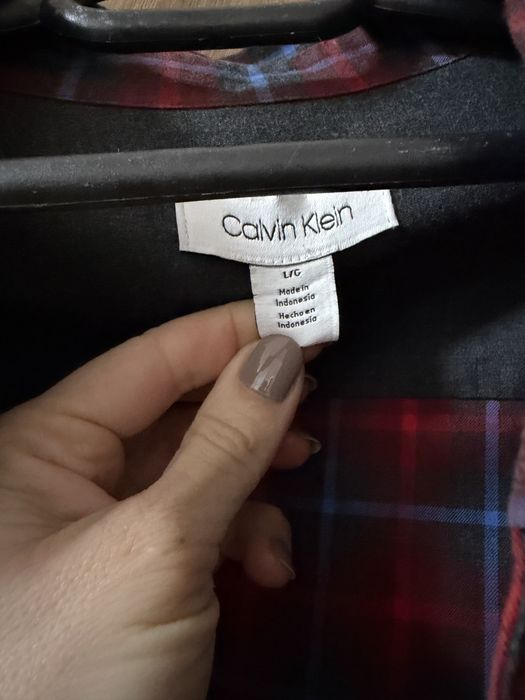 Calvin Klein
L/G
Made in
Indonesia
Hecho en
Indonesia